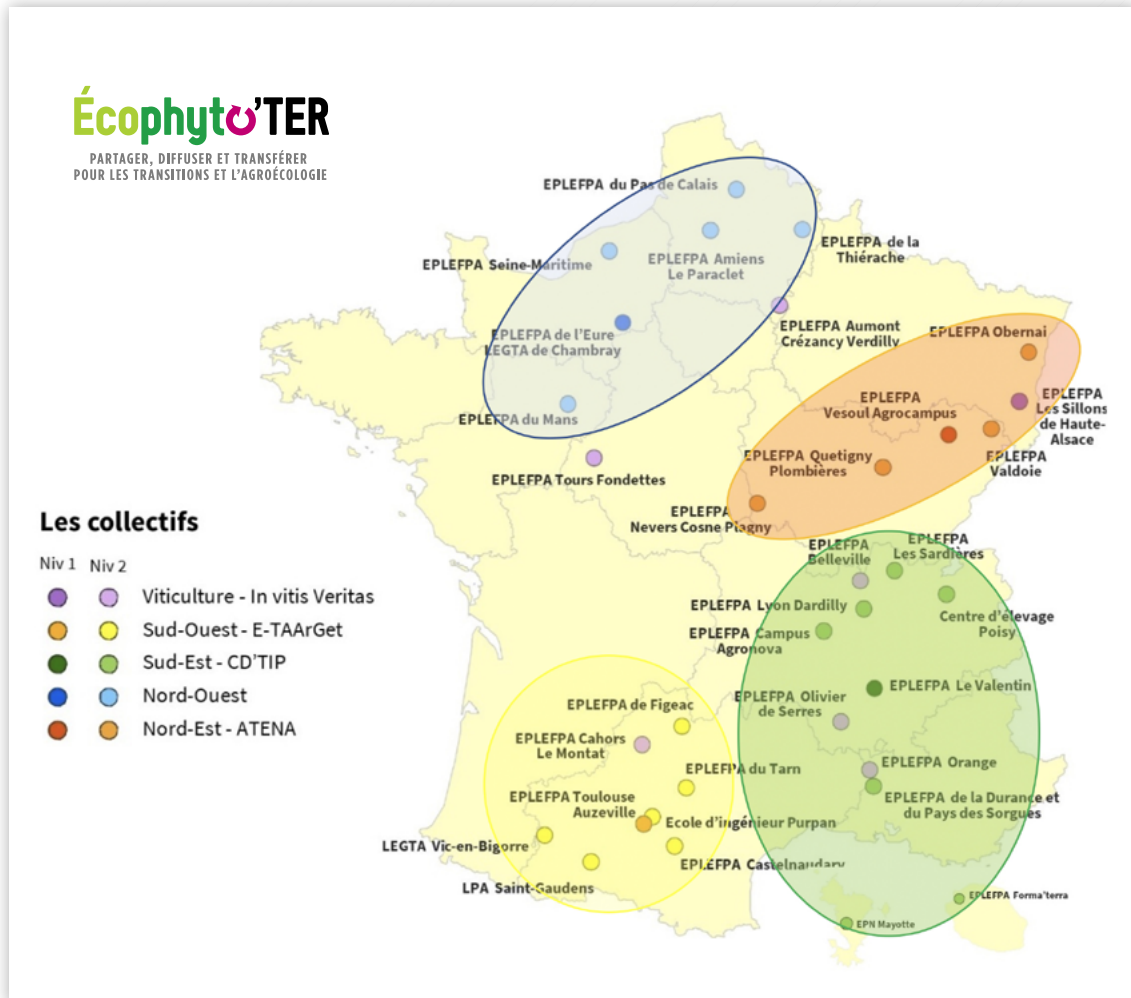 Écophyto'TER
PARTAGER, DIFFUSER ET TRANSFÉRER
POUR LES TRANSITIONS ET L'AGROÉCOLOGIE
EPLEFPA du Pas de Calais
EPLEFPA de la
Thiérache
EPLEFPA Seine-Maritime
EPLEFPA Amiens
Le Paraclet
EPLEFPA de l'Eure
LEGTA de Chambray
EPLEFPA Aumont
Crézancy Verdilly
EPLEFPA Obernai
EPLEFPA du Mans
EPLEFPA
Vesoul Agrocampus
EPLEFPA
Les Sillons
de Haute-
Alsace
EPLEFPA
Valdoie
EPLEFPA Quetigny
Plombières
EPLEFPA Tours Fondettes
EPLEFPA
Nevers Cosne Plagny
Les collectifs
Niv 1 Niv 2
Viticulture - In vitis Veritas
Sud-Ouest - E-TAArGet
Sud-Est - CD'TIP
Nord-Ouest
Nord-Est - ATENA
EPLEFPA
Belleville
EPLEFPA
Les Sardières
EPLEFPA Lyon Dardilly
Centre d'élevage
Poisy
EPLEFPA Campus
Agronova
EPLEFPA Le Valentin
EPLEFPA Olivier
de Serres
EPLEFPA de Figeac
EPLEFPA Cahors
Le Montat
EPLEFPA du Tarn
EPLEFPA Orange
EPLEFPA Toulouse
Auzeville
EPLEFPA de la Durance et
du Pays des Sorgues
Ecole d'ingénieur Purpan
LEGTA Vic-en-Bigorre
EPLEFPA Castelnaudary
LPA Saint-Gaudens
EPLEFPA Forma'terra
EPN Mayotte